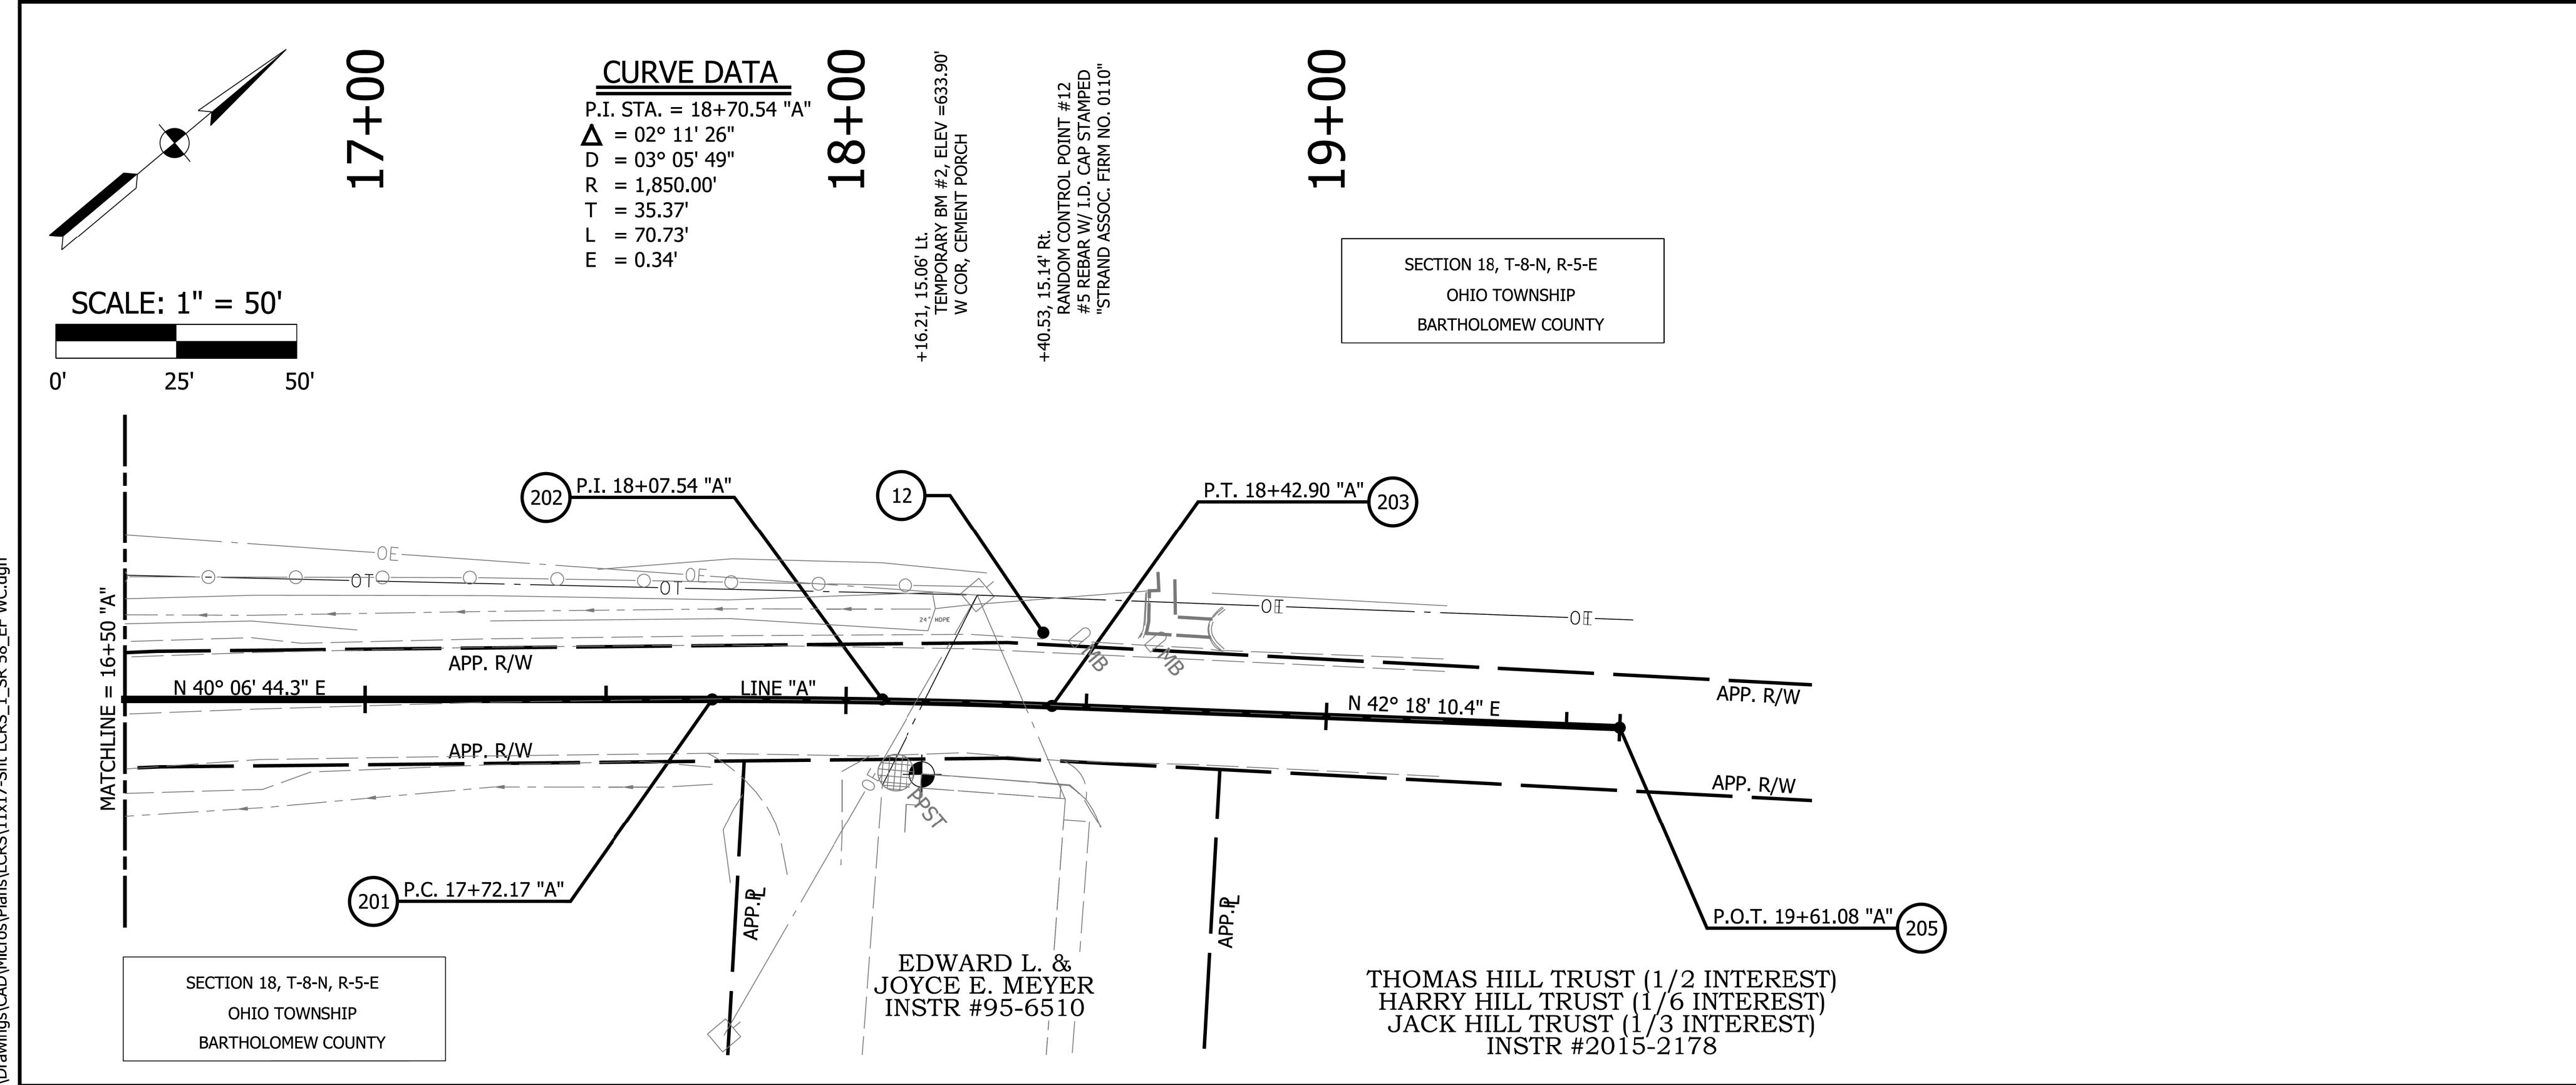 17+00
18+00
19+00
CURVE DATA
P.I. STA. = 18+70.54 "A"
Δ = 02° 11' 26"
D = 03° 05' 49"
R = 1,850.00'
T = 35.37'
L = 70.73'
E = 0.34'
+16.21, 15.06' Lt.
TEMPORARY BM #2, ELEV =633.90'
W COR, CEMENT PORCH
+40.53, 15.14' Rt.
RANDOM CONTROL POINT #12
#5 REBAR W/ I.D. CAP STAMPED
"STRAND ASSOC. FIRM NO. 0110"
SECTION 18, T-8-N, R-5-E
OHIO TOWNSHIP
BARTHOLOMEW COUNTY
SCALE: 1" = 50'
0' 25' 50'
202 P.I. 18+07.54 "A"
12
P.T. 18+42.90 "A" 203
OE
OE
OT
OT
OE
OE
24" HDPE
MB
MB
MATCHLINE = 16+50 "A"
APP. R/W
N 40° 06' 44.3" E
LINE "A"
N 42° 18' 10.4" E
APP. R/W
APP. R/W
APP. R/W
PPST
201 P.C. 17+72.17 "A"
APP. PL
APP. PL
P.O.T. 19+61.08 "A" 205
EDWARD L. &
JOYCE E. MEYER
INSTR #95-6510
THOMAS HILL TRUST (1/2 INTEREST)
HARRY HILL TRUST (1/6 INTEREST)
JACK HILL TRUST (1/3 INTEREST)
INSTR #2015-2178
SECTION 18, T-8-N, R-5-E
OHIO TOWNSHIP
BARTHOLOMEW COUNTY